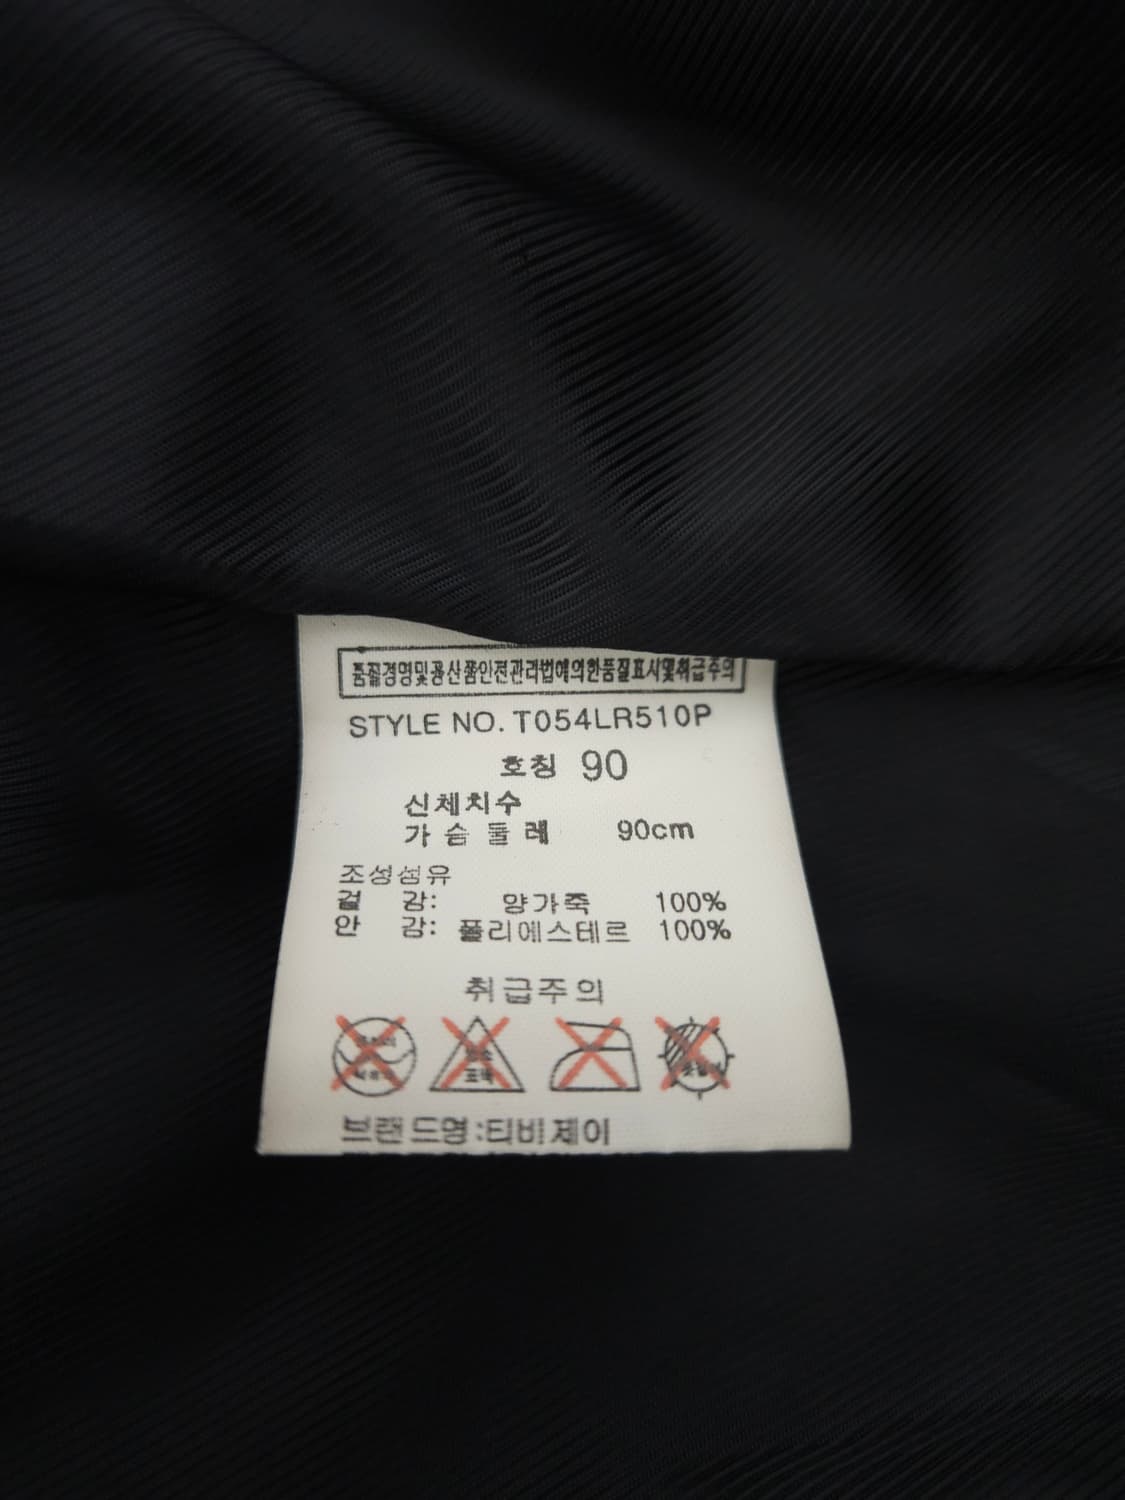 품질경영및공산품안전관리법에의한품질표시및취급주의
STYLE NO. T054LR510P
호칭 90
신체치수
가슴둘레 90cm
조성섬유
겉 감: 양가죽 100%
안 감: 폴리에스테르 100%
취급주의
표백
브랜드명:티비제이